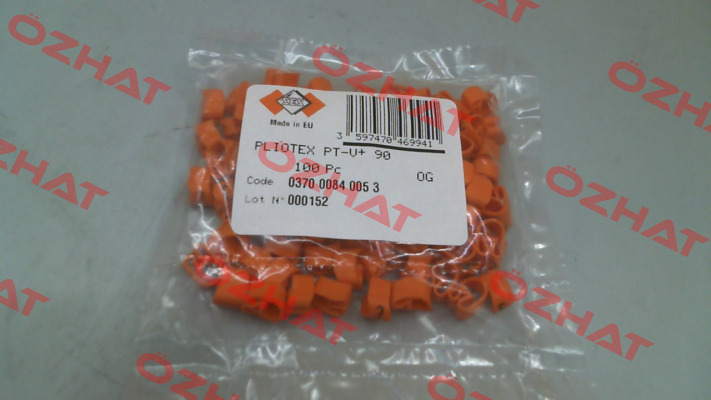 ÖZHAT
ÖZHAT
ÖZHAT
SES
Made in EU
3 597470 469941
PLIOTEX PT-V+ 90
100 Pc
OG
Code 0370 0084 005 3
Lot N° 000152
ÖZHAT
ÖZHAT
ÖZHAT
ÖZHAT
ÖZHAT
ÖZHAT